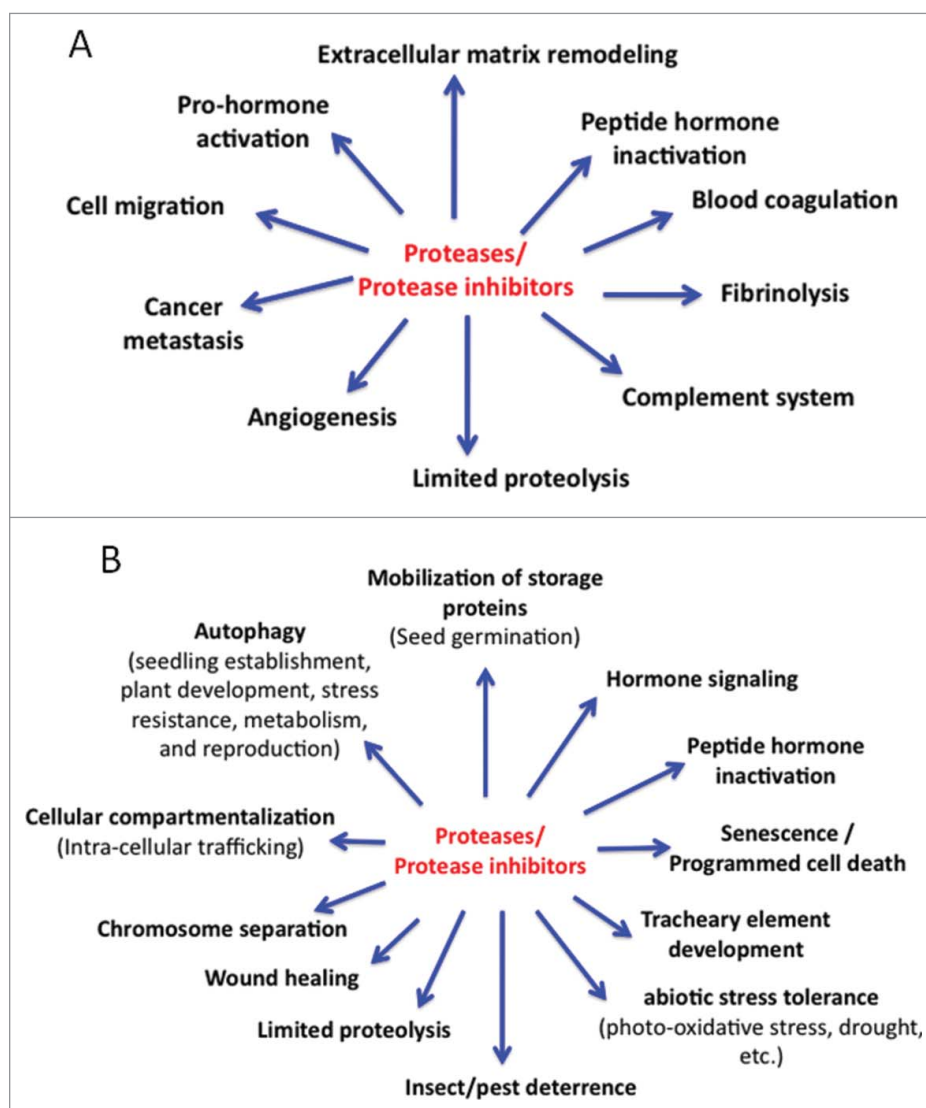 A
Extracellular matrix remodeling
Pro-hormone
activation
Peptide hormone
inactivation
Cell migration
Blood coagulation
Proteases/
Protease inhibitors
Cancer
metastasis
Fibrinolysis
Angiogenesis
Complement system
Limited proteolysis
B
Mobilization of storage
proteins
(Seed germination)
Autophagy
(seedling establishment,
plant development, stress
resistance, metabolism,
and reproduction)
Hormone signaling
Peptide hormone
inactivation
Cellular compartmentalization
(Intra-cellular trafficking)
Proteases/
Protease inhibitors
Senescence /
Programmed cell death
Chromosome separation
Tracheary element
development
Wound healing
abiotic stress tolerance
(photo-oxidative stress, drought,
etc.)
Limited proteolysis
Insect/pest deterrence